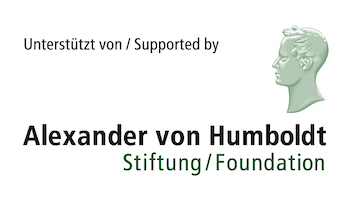 Unterstützt von / Supported by
Alexander von Humboldt
Stiftung/Foundation